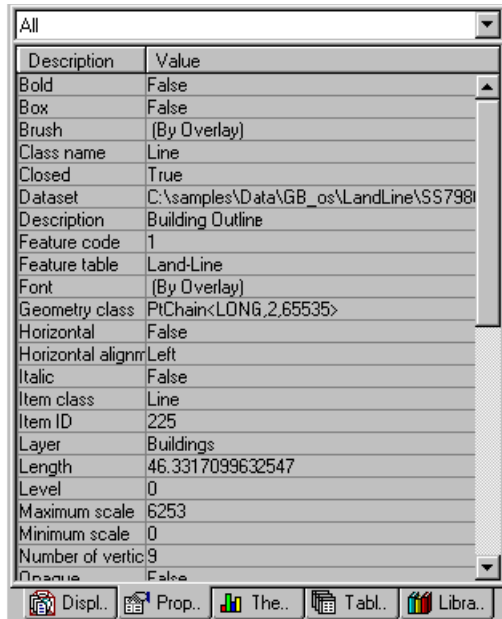 All
Description Value
Bold False
Box False
Brush (By Overlay)
Class name Line
Closed True
Dataset C:\samples\Data\GB_os\LandLine\SS798
Description Building Outline
Feature code 1
Feature table Land-Line
Font (By Overlay)
Geometry class PtChain<LONG,2,65535>
Horizontal False
Horizontal alignm Left
Italic False
Item class Line
Item ID 225
Layer Buildings
Length 46.3317099632547
Level 0
Maximum scale 6253
Minimum scale 0
Number of vertic 9
Opaque False
Displ.. Prop.. The.. Tabl.. Libra..